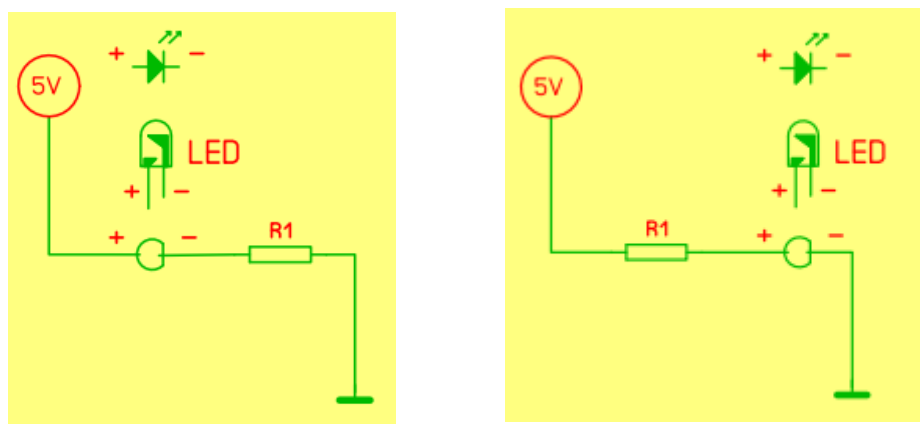 + -
5V
LED
+ -
+ - R1
+ -
5V
LED
+ -
R1 + -